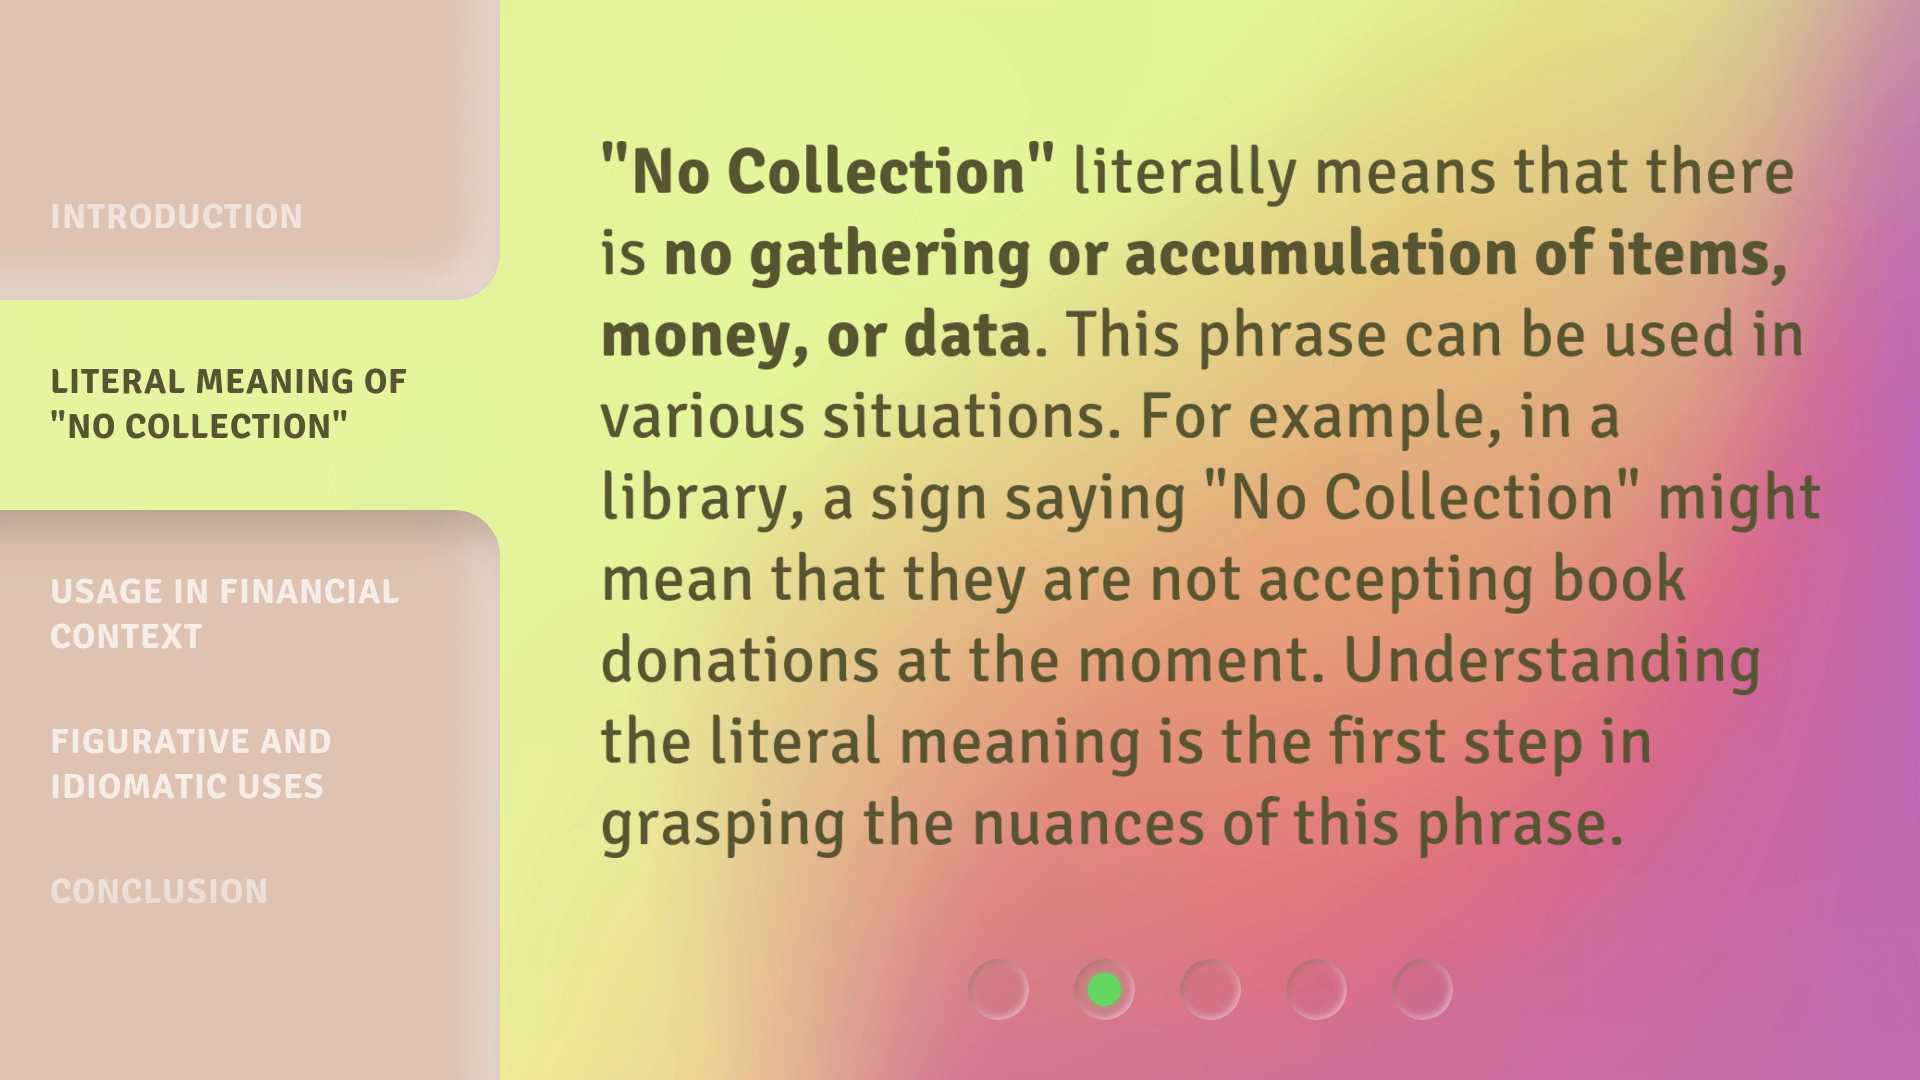 INTRODUCTION
LITERAL MEANING OF
"NO COLLECTION"
USAGE IN FINANCIAL
CONTEXT
FIGURATIVE AND
IDIOMATIC USES
CONCLUSION
"No Collection" literally means that there
is no gathering or accumulation of items,
money, or data. This phrase can be used in
various situations. For example, in a
library, a sign saying "No Collection" might
mean that they are not accepting book
donations at the moment. Understanding
the literal meaning is the first step in
grasping the nuances of this phrase.